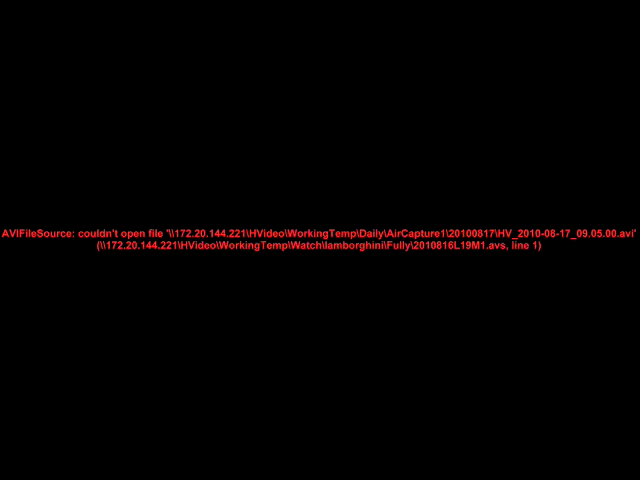 AVIFileSource: couldn't open file '\\172.20.144.221\HVideo\WorkingTemp\Daily\AirCapture1\20100817\HV_2010-08-17_09.05.00.avi'
(\\172.20.144.221\HVideo\WorkingTemp\Watch\lamborghini\Fully\2010816L19M1.avs, line 1)